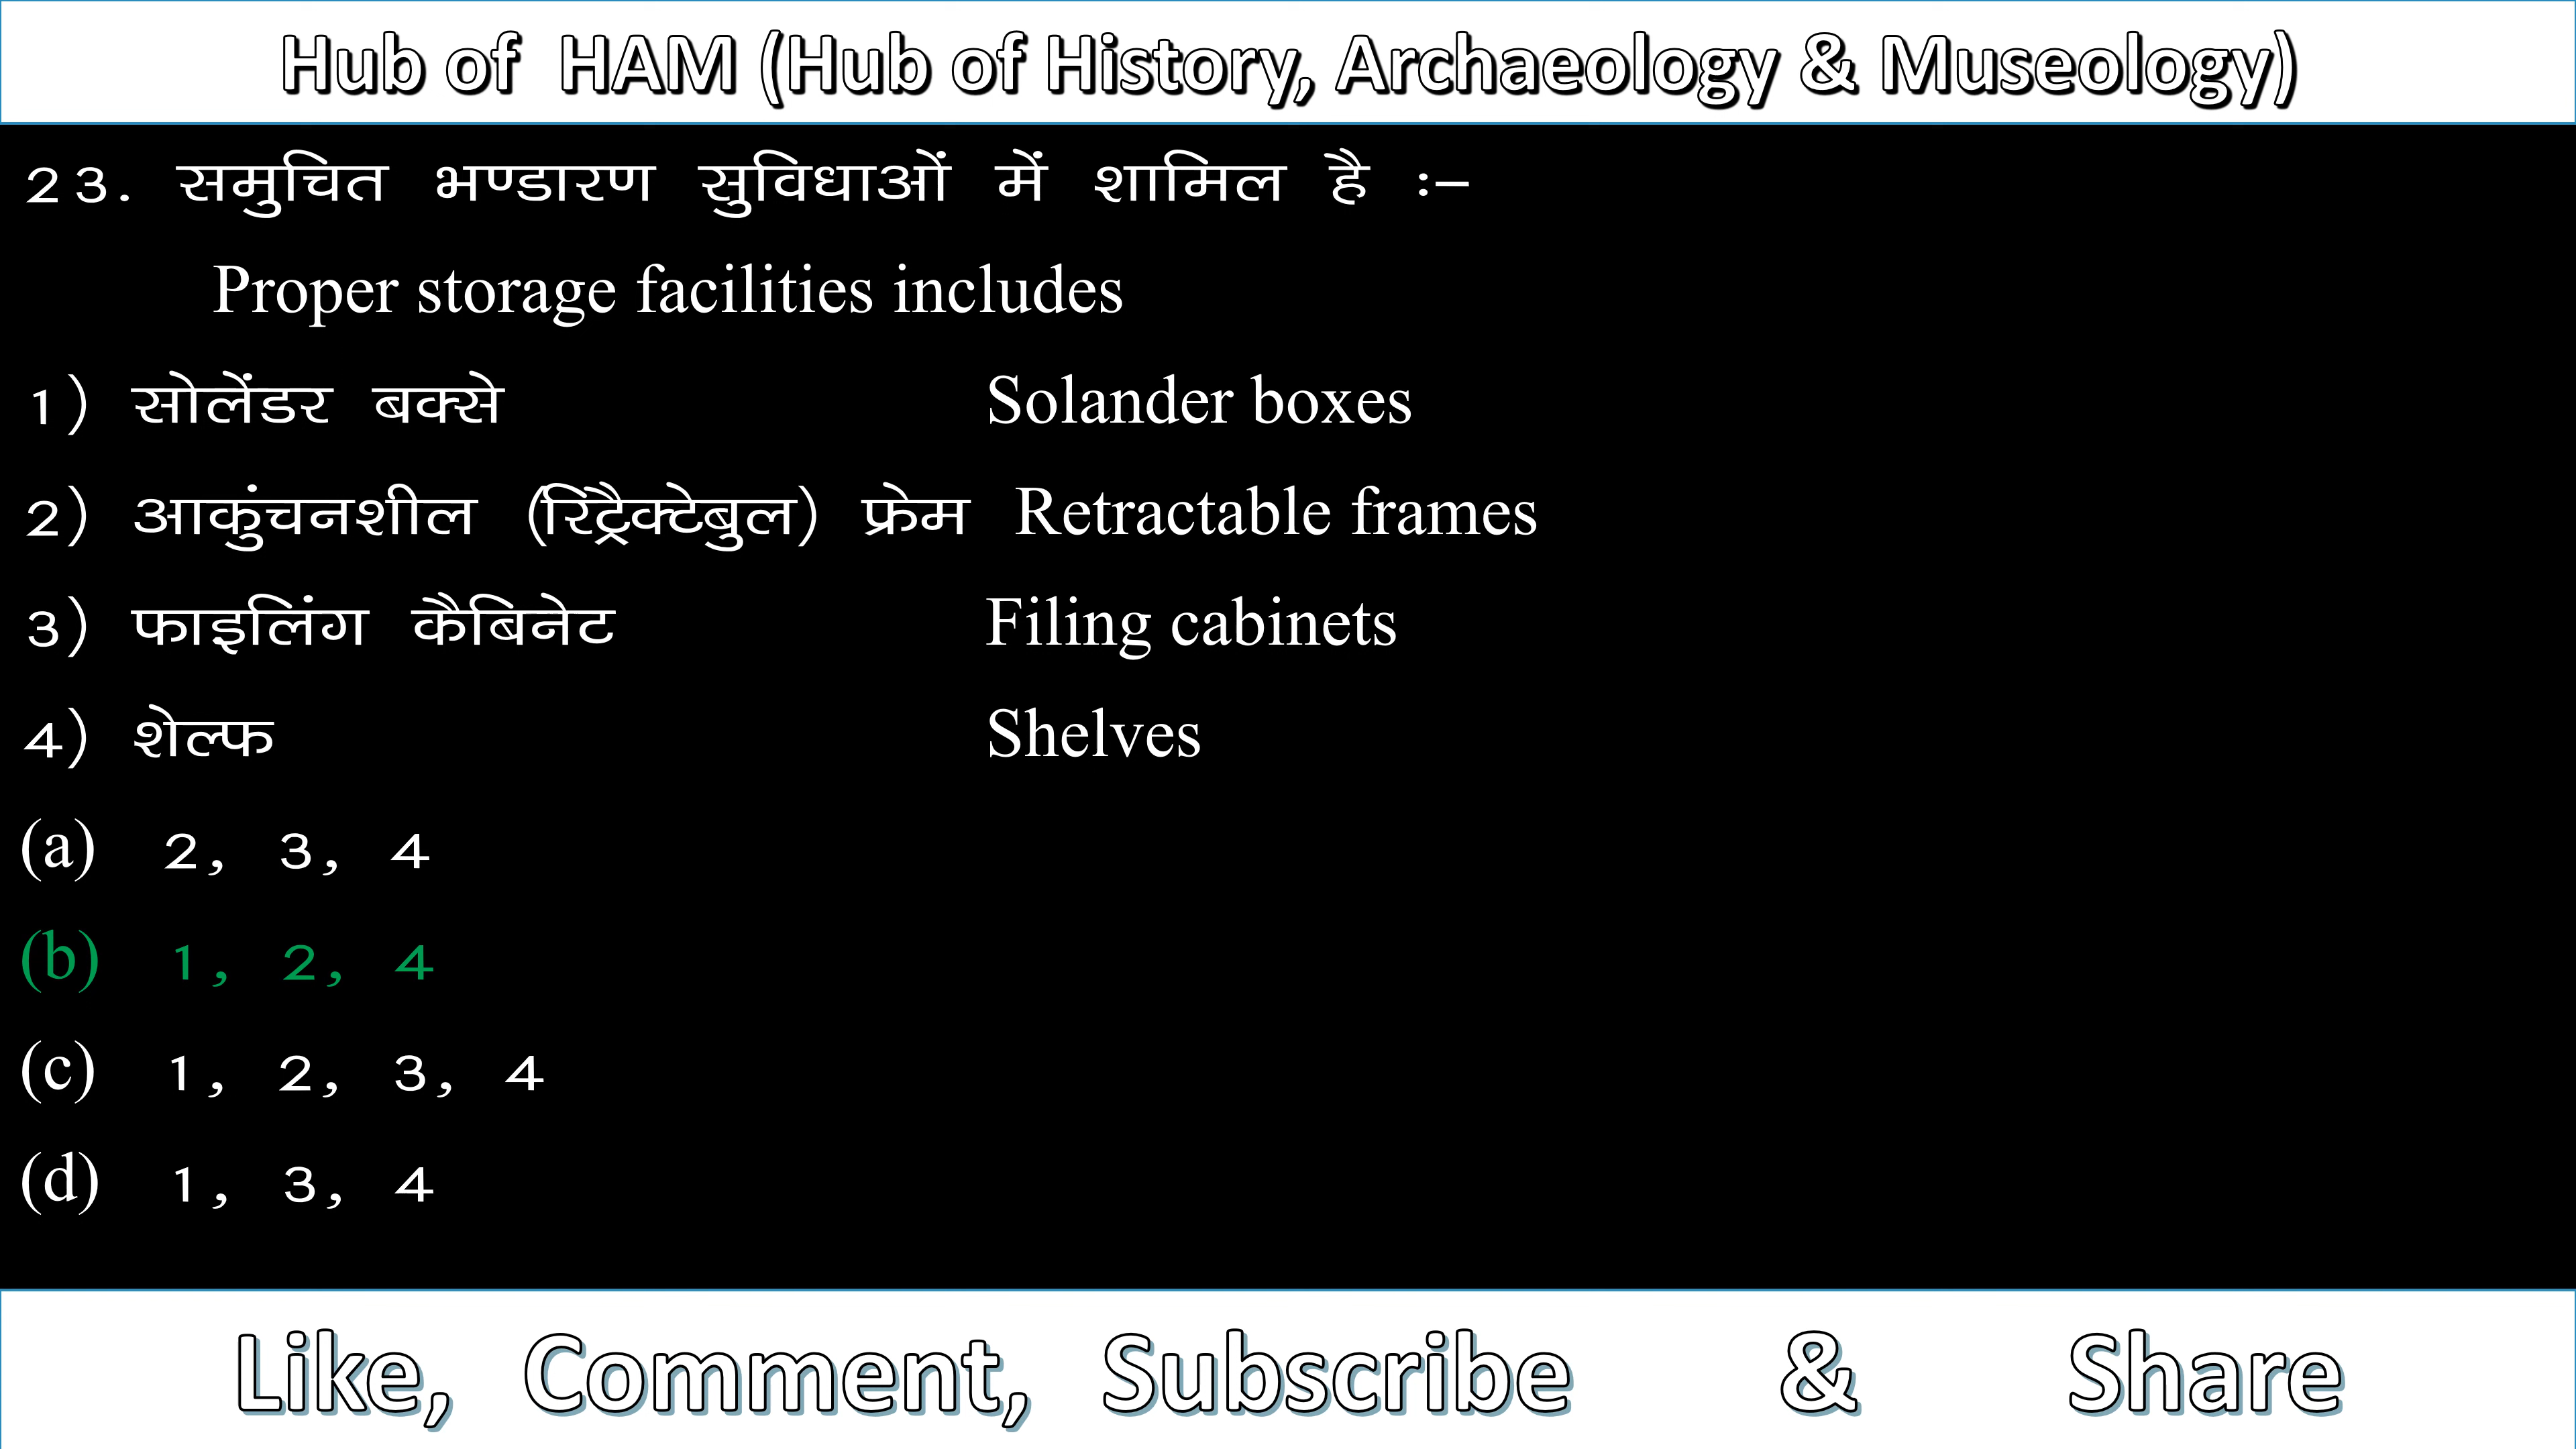 Hub of HAM (Hub of History, Archaeology & Museology)
23. समुचित भण्डारण सुविधाओं में शामिल है :–
Proper storage facilities includes
1) सोलेंडर बक्से Solander boxes
2) आकुंचनशील (रिट्रैक्टेबुल) फ्रेम Retractable frames
3) फाइलिंग कैबिनेट Filing cabinets
4) शेल्फ Shelves
(a) 2, 3, 4
(b) 1, 2, 4
(c) 1, 2, 3, 4
(d) 1, 3, 4
Like, Comment, Subscribe & Share